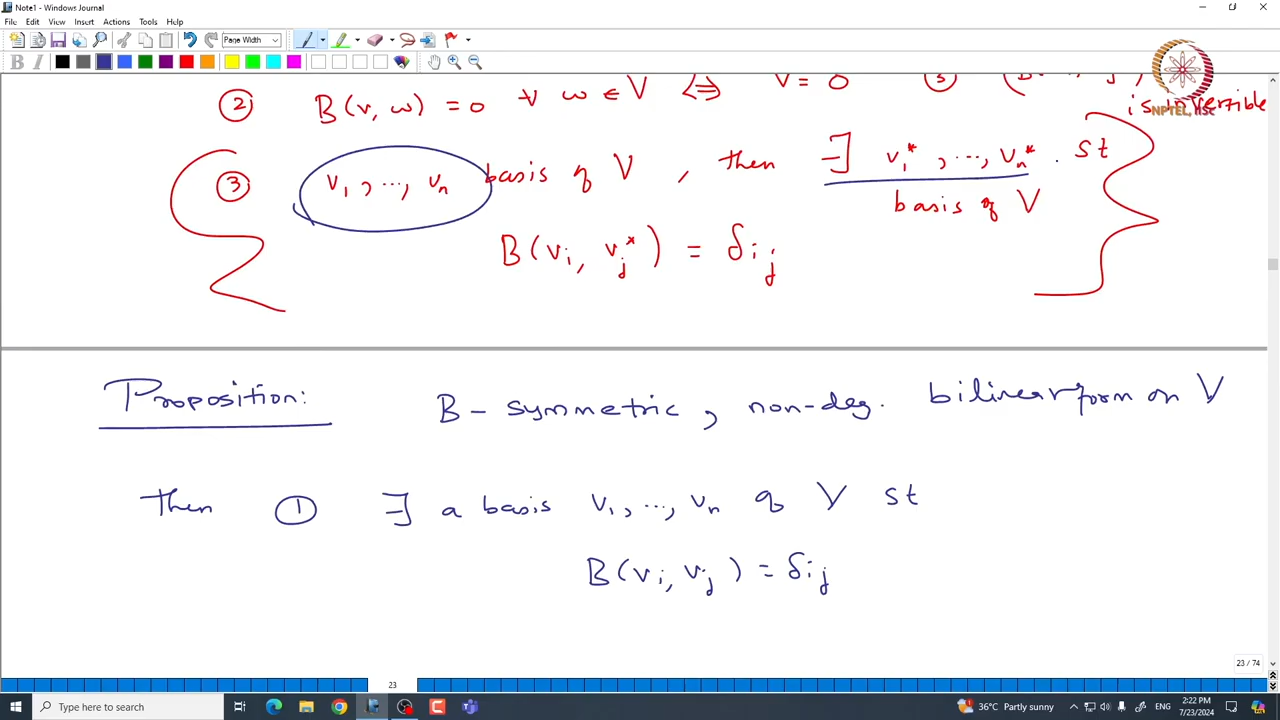 Note1 - Windows Journal
File Edit View Insert Actions Tools Help
Page Width
② B(v, w) = 0 ∀ w ∈ V ⇔ v = 0 ③
is invertible
NPTEL, IISc
③ v₁, ..., vₙ basis of V, then ∃ v₁*, ..., vₙ* st
basis of V
B(vᵢ, vⱼ*) = δᵢⱼ
Proposition: B - symmetric, non-deg. bilinear form on V
Then ① ∃ a basis v₁, ..., vₙ of V st
B(vᵢ, vⱼ) = δᵢⱼ
23 / 74
23
Type here to search
36°C Partly sunny
ENG
2:22 PM
7/23/2024